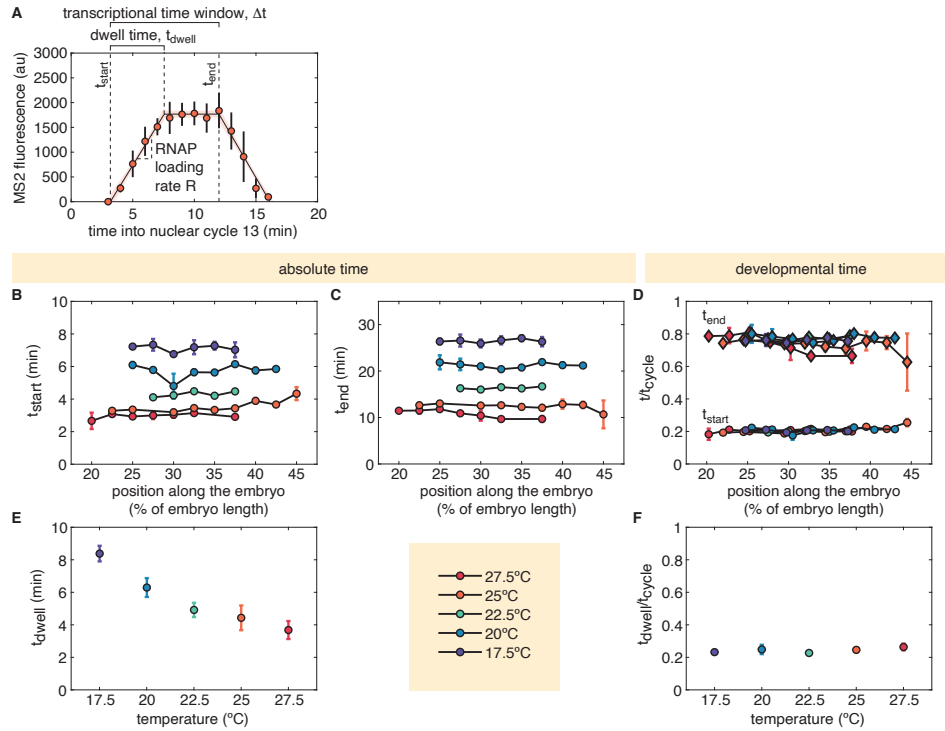 A
transcriptional time window, Δt
dwell time, tdwell
MS2 fluorescence (au)
3000
2500
2000
1500
1000
500
0
tstart
tend
RNAP
loading
rate R
0 5 10 15 20
time into nuclear cycle 13 (min)
absolute time
developmental time
B
tstart (min)
10
8
6
4
2
0
20 25 30 35 40 45
position along the embryo
(% of embryo length)
C
tend (min)
30
20
10
0
20 25 30 35 40 45
position along the embryo
(% of embryo length)
D
t/tcycle
1
0.8
0.6
0.4
0.2
0
tend
tstart
20 25 30 35 40 45
position along the embryo
(% of embryo length)
E
tdwell (min)
10
8
6
4
2
0
17.5 20 22.5 25 27.5
temperature (ºC)
27.5ºC
25ºC
22.5ºC
20ºC
17.5ºC
F
tdwell/tcycle
1
0.8
0.6
0.4
0.2
0
17.5 20 22.5 25 27.5
temperature (ºC)